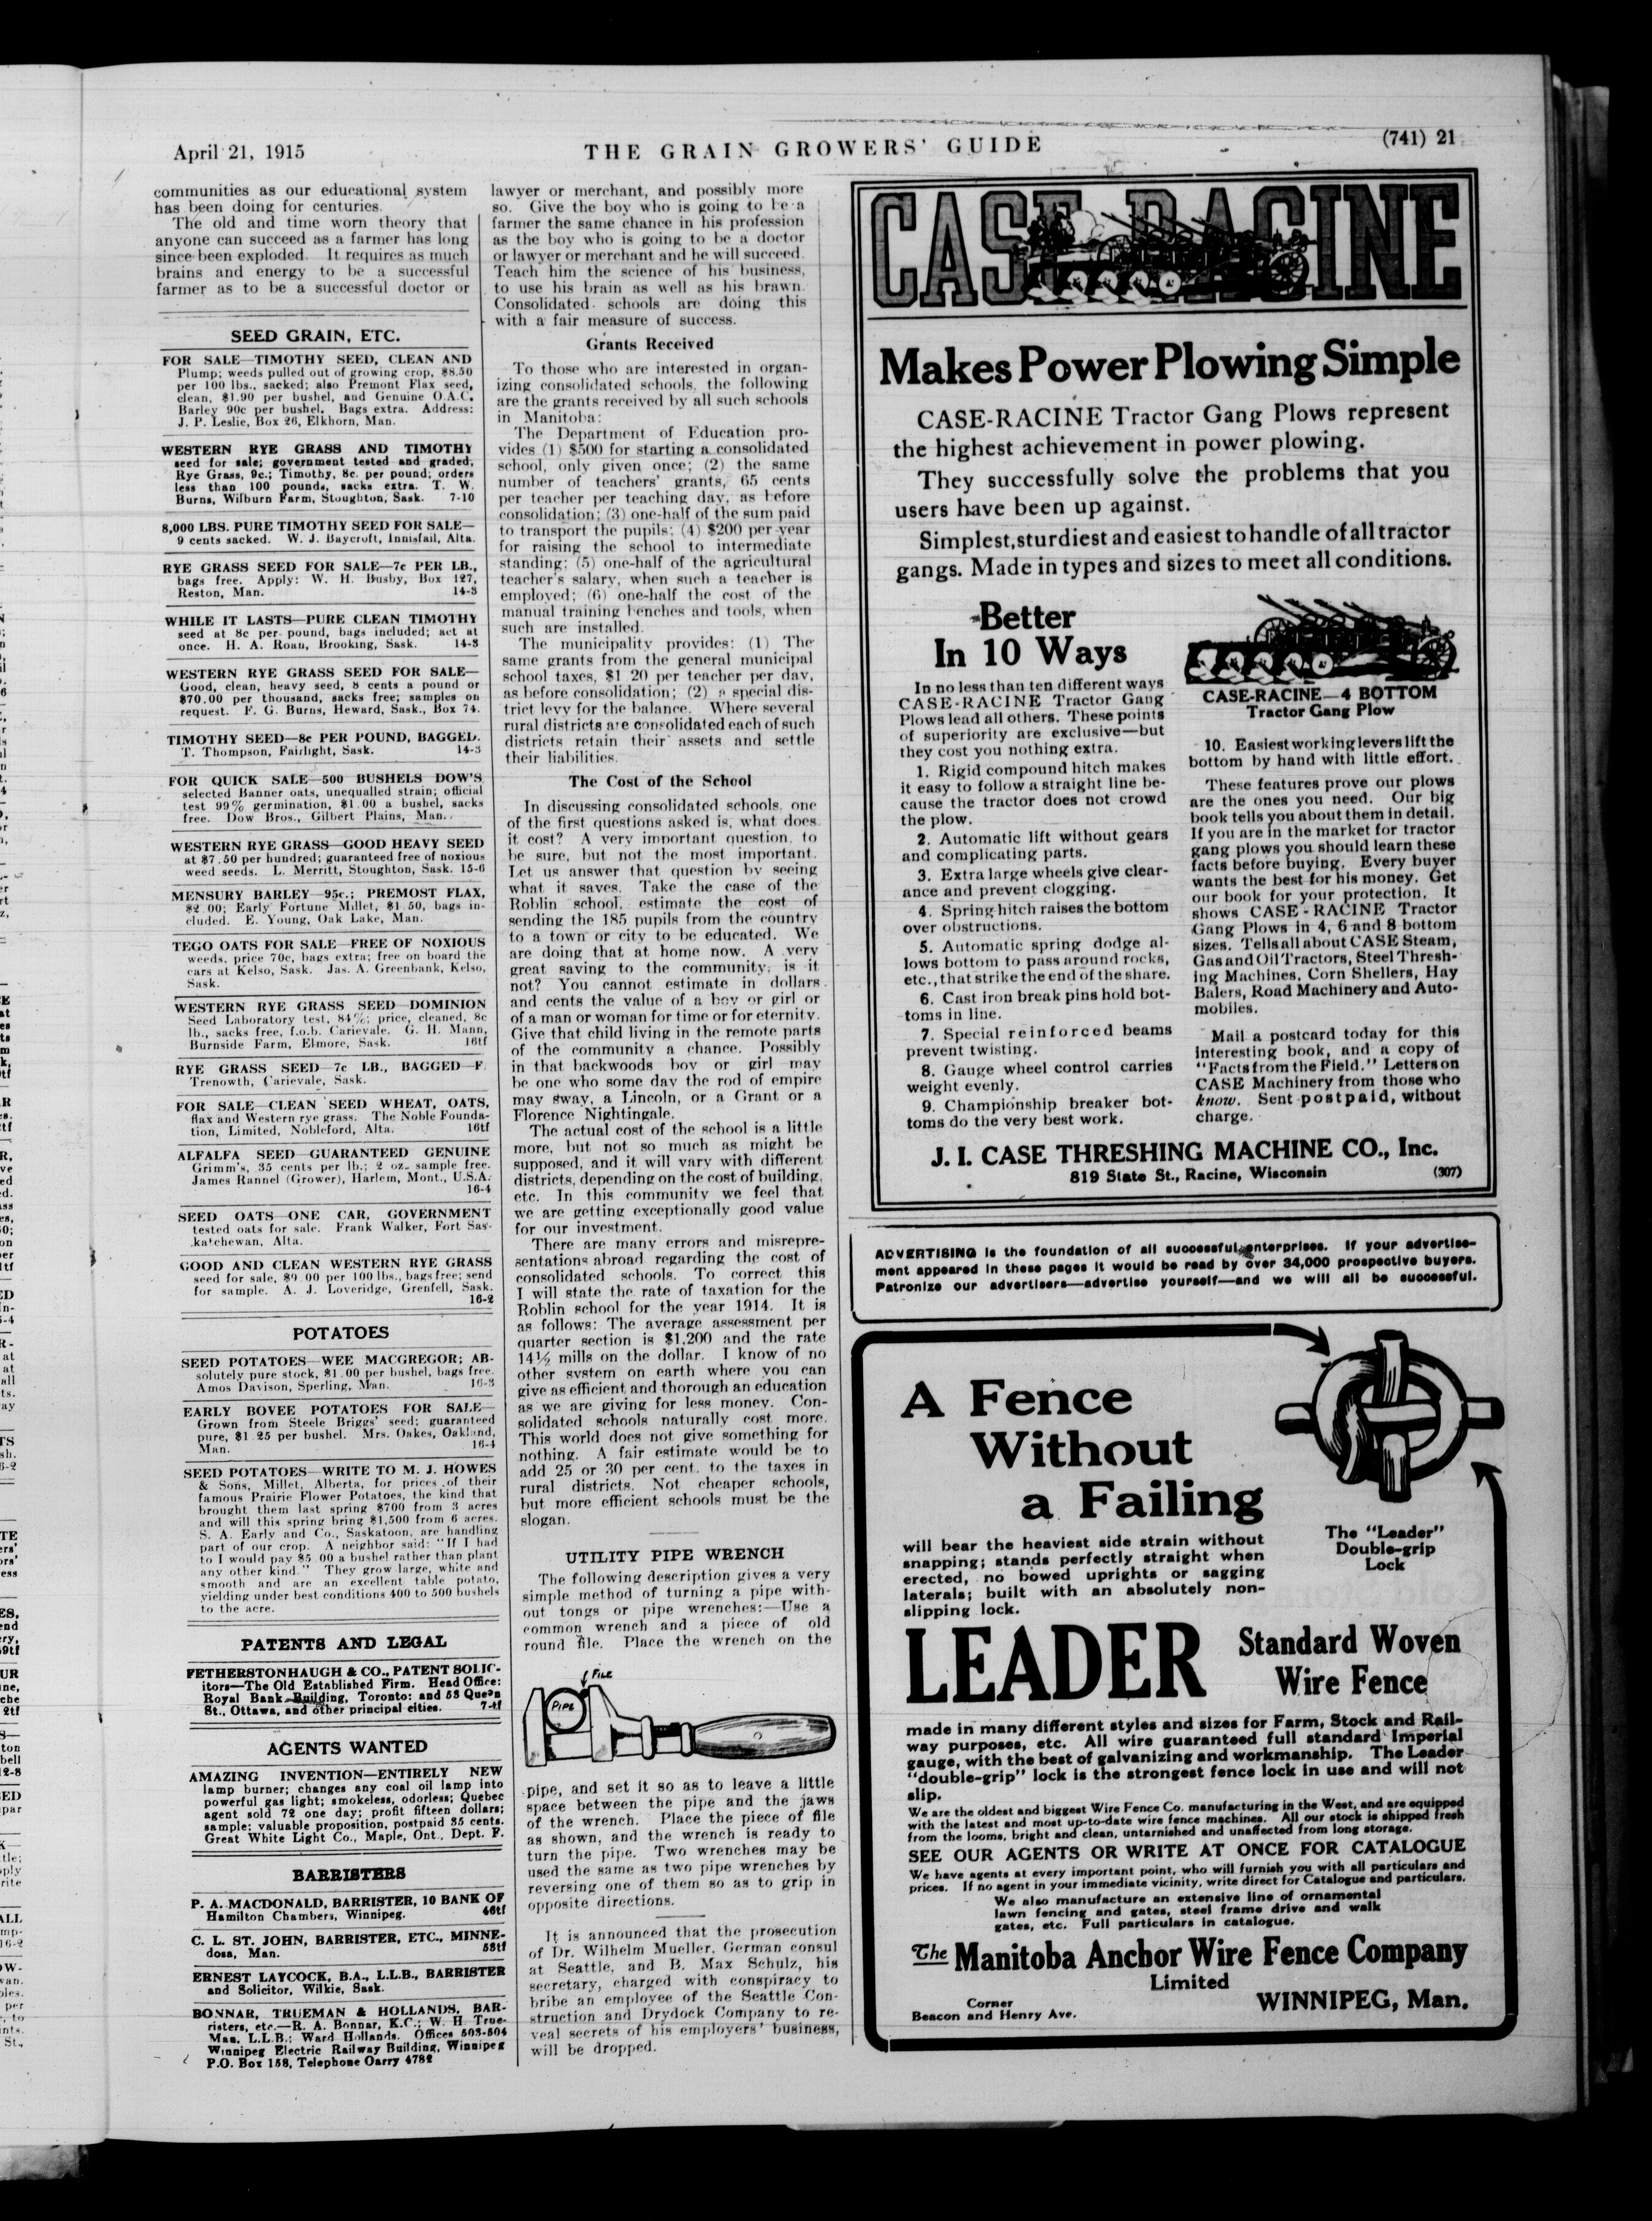 April 21, 1915
THE GRAIN GROWERS' GUIDE
(741) 21
communities as our educational system
has been doing for centuries.
The old and time worn theory that
anyone can succeed as a farmer has long
since been exploded. It requires as much
brains and energy to be a successful
farmer as to be a successful doctor or
SEED GRAIN, ETC.
FOR SALE—TIMOTHY SEED, CLEAN AND
Plump; weeds pulled out of growing crop, $8.50
per 100 lbs., sacked; also Premont Flax seed,
clean, $1.90 per bushel, and Genuine O.A.C.
Barley 90c per bushel. Bags extra. Address:
J. P. Leslie, Box 26, Elkhorn, Man.
WESTERN RYE GRASS AND TIMOTHY
seed for sale; government tested and graded;
Rye Grass, 9c.; Timothy, 8c. per pound; orders
less than 100 pounds, sacks extra. T. W.
Burns, Wilburn Farm, Stoughton, Sask. 7-10
8,000 LBS. PURE TIMOTHY SEED FOR SALE—
9 cents sacked. W. J. Baycroft, Innisfail, Alta.
RYE GRASS SEED FOR SALE—7c PER LB.,
bags free. Apply: W. H. Busby, Box 127,
Reston, Man. 14-3
WHILE IT LASTS—PURE CLEAN TIMOTHY
seed at 8c per pound, bags included; act at
once. H. A. Roan, Brooking, Sask. 14-3
WESTERN RYE GRASS SEED FOR SALE—
Good, clean, heavy seed, 8 cents a pound or
$70.00 per thousand, sacks free; samples on
request. F. G. Burns, Heward, Sask., Box 74.
TIMOTHY SEED—8c PER POUND, BAGGED.
T. Thompson, Fairlight, Sask. 14-3
FOR QUICK SALE—500 BUSHELS DOW'S
selected Banner oats, unequalled strain; official
test 99% germination, $1.00 a bushel, sacks
free. Dow Bros., Gilbert Plains, Man.
WESTERN RYE GRASS—GOOD HEAVY SEED
at $7.50 per hundred; guaranteed free of noxious
weed seeds. L. Merritt, Stoughton, Sask. 15-6
MENSURY BARLEY—95c.; PREMOST FLAX,
$2.00; Early Fortune Millet, $1.50, bags in-
cluded. E. Young, Oak Lake, Man.
TEGO OATS FOR SALE—FREE OF NOXIOUS
weeds, price 70c, bags extra; free on board the
cars at Kelso, Sask. Jas. A. Greenbank, Kelso,
Sask.
WESTERN RYE GRASS SEED—DOMINION
Seed Laboratory test, 84%; price, cleaned, 8c
lb., sacks free, f.o.b. Carievale. G. H. Mann,
Burnside Farm, Elmore, Sask. 16tf
RYE GRASS SEED—7c LB., BAGGED—F.
Trenowth, Carievale, Sask.
FOR SALE—CLEAN SEED WHEAT, OATS,
flax and Western rye grass. The Noble Founda-
tion, Limited, Nobleford, Alta. 16tf
ALFALFA SEED—GUARANTEED GENUINE
Grimm's, 35 cents per lb.; 2 oz. sample free.
James Rannel (Grower), Harlem, Mont., U.S.A.
16-4
SEED OATS—ONE CAR, GOVERNMENT
tested oats for sale. Frank Walker, Fort Sas-
katchewan, Alta.
GOOD AND CLEAN WESTERN RYE GRASS
seed for sale, $9.00 per 100 lbs., bags free; send
for sample. A. J. Loveridge, Grenfell, Sask.
16-2
POTATOES
SEED POTATOES—WEE MACGREGOR; AB-
solutely pure stock, $1.00 per bushel, bags free.
Amos Davison, Sperling, Man. 16-3
EARLY BOVEE POTATOES FOR SALE—
Grown from Steele Briggs' seed; guaranteed
pure, $1.25 per bushel. Mrs. Oakes, Oakland,
Man. 16-4
SEED POTATOES—WRITE TO M. J. HOWES
& Sons, Millet, Alberta, for prices of their
famous Prairie Flower Potatoes, the kind that
brought them last spring $700 from 3 acres
and will this spring bring $1,500 from 6 acres.
S. A. Early and Co., Saskatoon, are handling
part of our crop. A neighbor said: "If I had
to I would pay $5.00 a bushel rather than plant
any other kind." They grow large, white and
smooth and are an excellent table potato,
yielding under best conditions 400 to 500 bushels
to the acre.
PATENTS AND LEGAL
FETHERSTONHAUGH & CO., PATENT SOLIC-
itors—The Old Established Firm. Head Office:
Royal Bank Building, Toronto; and 53 Queen
St., Ottawa, and other principal cities. 7-tf
AGENTS WANTED
AMAZING INVENTION—ENTIRELY NEW
lamp burner; changes any coal oil lamp into
powerful gas light; smokeless, odorless; Quebec
agent sold 72 one day; profit fifteen dollars;
sample: valuable proposition, postpaid 35 cents.
Great White Light Co., Maple, Ont., Dept. F.
BARRISTERS
P. A. MACDONALD, BARRISTER, 10 BANK OF
Hamilton Chambers, Winnipeg. 46tf
C. L. ST. JOHN, BARRISTER, ETC., MINNE-
dosa, Man. 53tf
ERNEST LAYCOCK, B.A., L.L.B., BARRISTER
and Solicitor, Wilkie, Sask.
BONNAR, TRUEMAN & HOLLANDS, BAR-
risters, etc.—R. A. Bonnar, K.C.; W. H. True-
man, L.L.B.; Ward Hollands. Offices 503-504
Winnipeg Electric Railway Building, Winnipeg
P.O. Box 158, Telephone Garry 4782
lawyer or merchant, and possibly more
so. Give the boy who is going to be a
farmer the same chance in his profession
as the boy who is going to be a doctor
or lawyer or merchant and he will succeed.
Teach him the science of his business,
to use his brain as well as his brawn.
Consolidated schools are doing this
with a fair measure of success.
Grants Received
To those who are interested in organ-
izing consolidated schools, the following
are the grants received by all such schools
in Manitoba:
The Department of Education pro-
vides (1) $500 for starting a consolidated
school, only given once; (2) the same
number of teachers' grants, 65 cents
per teacher per teaching day, as before
consolidation; (3) one-half of the sum paid
to transport the pupils; (4) $200 per year
for raising the school to intermediate
standing; (5) one-half of the agricultural
teacher's salary, when such a teacher is
employed; (6) one-half the cost of the
manual training benches and tools, when
such are installed.
The municipality provides: (1) The
same grants from the general municipal
school taxes, $1 20 per teacher per day,
as before consolidation; (2) a special dis-
trict levy for the balance. Where several
rural districts are consolidated each of such
districts retain their assets and settle
their liabilities.
The Cost of the School
In discussing consolidated schools, one
of the first questions asked is, what does
it cost? A very important question, to
be sure, but not the most important.
Let us answer that question by seeing
what it saves. Take the case of the
Roblin school, estimate the cost of
sending the 185 pupils from the country
to a town or city to be educated. We
are doing that at home now. A very
great saving to the community, is it
not? You cannot estimate in dollars
and cents the value of a boy or girl or
of a man or woman for time or for eternity.
Give that child living in the remote parts
of the community a chance. Possibly
in that backwoods boy or girl may
be one who some day the rod of empire
may sway, a Lincoln, or a Grant or a
Florence Nightingale.
The actual cost of the school is a little
more, but not so much as might be
supposed, and it will vary with different
districts, depending on the cost of building,
etc. In this community we feel that
we are getting exceptionally good value
for our investment.
There are many errors and misrepre-
sentations abroad regarding the cost of
consolidated schools. To correct this
I will state the rate of taxation for the
Roblin school for the year 1914. It is
as follows: The average assessment per
quarter section is $1,200 and the rate
14½ mills on the dollar. I know of no
other system on earth where you can
give as efficient and thorough an education
as we are giving for less money. Con-
solidated schools naturally cost more.
This world does not give something for
nothing. A fair estimate would be to
add 25 or 30 per cent. to the taxes in
rural districts. Not cheaper schools,
but more efficient schools must be the
slogan.
UTILITY PIPE WRENCH
The following description gives a very
simple method of turning a pipe with-
out tongs or pipe wrenches:—Use a
common wrench and a piece of old
round file. Place the wrench on the
FILE
PIPE
pipe, and set it so as to leave a little
space between the pipe and the jaws
of the wrench. Place the piece of file
as shown, and the wrench is ready to
turn the pipe. Two wrenches may be
used the same as two pipe wrenches by
reversing one of them so as to grip in
opposite directions.
It is announced that the prosecution
of Dr. Wilhelm Mueller, German consul
at Seattle, and B. Max Schulz, his
secretary, charged with conspiracy to
bribe an employee of the Seattle Con-
struction and Drydock Company to re-
veal secrets of his employers' business,
will be dropped.
CASE RACINE
Makes Power Plowing Simple
CASE-RACINE Tractor Gang Plows represent
the highest achievement in power plowing.
They successfully solve the problems that you
users have been up against.
Simplest, sturdiest and easiest to handle of all tractor
gangs. Made in types and sizes to meet all conditions.
Better
In 10 Ways
In no less than ten different ways
CASE-RACINE Tractor Gang
Plows lead all others. These points
of superiority are exclusive—but
they cost you nothing extra.
1. Rigid compound hitch makes
it easy to follow a straight line be-
cause the tractor does not crowd
the plow.
2. Automatic lift without gears
and complicating parts.
3. Extra large wheels give clear-
ance and prevent clogging.
4. Spring hitch raises the bottom
over obstructions.
5. Automatic spring dodge al-
lows bottom to pass around rocks,
etc., that strike the end of the share.
6. Cast iron break pins hold bot-
toms in line.
7. Special reinforced beams
prevent twisting.
8. Gauge wheel control carries
weight evenly.
9. Championship breaker bot-
toms do the very best work.
CASE-RACINE—4 BOTTOM
Tractor Gang Plow
10. Easiest working levers lift the
bottom by hand with little effort.
These features prove our plows
are the ones you need. Our big
book tells you about them in detail.
If you are in the market for tractor
gang plows you should learn these
facts before buying. Every buyer
wants the best for his money. Get
our book for your protection. It
shows CASE-RACINE Tractor
Gang Plows in 4, 6 and 8 bottom
sizes. Tells all about CASE Steam,
Gas and Oil Tractors, Steel Thresh-
ing Machines, Corn Shellers, Hay
Balers, Road Machinery and Auto-
mobiles.
Mail a postcard today for this
interesting book, and a copy of
"Facts from the Field." Letters on
CASE Machinery from those who
know. Sent postpaid, without
charge.
J. I. CASE THRESHING MACHINE CO., Inc.
819 State St., Racine, Wisconsin (307)
ADVERTISING is the foundation of all successful enterprises. If your advertise-
ment appeared in these pages it would be read by over 34,000 prospective buyers.
Patronize our advertisers—advertise yourself—and we will all be successful.
A Fence
Without
a Failing
The "Leader"
Double-grip
Lock
will bear the heaviest side strain without
snapping; stands perfectly straight when
erected, no bowed uprights or sagging
laterals; built with an absolutely non-
slipping lock.
LEADER Standard Woven
Wire Fence
made in many different styles and sizes for Farm, Stock and Rail-
way purposes, etc. All wire guaranteed full standard Imperial
gauge, with the best of galvanizing and workmanship. The Leader
"double-grip" lock is the strongest fence lock in use and will not
slip.
We are the oldest and biggest Wire Fence Co. manufacturing in the West, and are equipped
with the latest and most up-to-date wire fence machines. All our stock is shipped fresh
from the looms, bright and clean, untarnished and unaffected from long storage.
SEE OUR AGENTS OR WRITE AT ONCE FOR CATALOGUE
We have agents at every important point, who will furnish you with all particulars and
prices. If no agent in your immediate vicinity, write direct for Catalogue and particulars.
We also manufacture an extensive line of ornamental
lawn fencing and gates, steel frame drive and walk
gates, etc. Full particulars in catalogue.
The Manitoba Anchor Wire Fence Company
Limited
Corner
Beacon and Henry Ave.
WINNIPEG, Man.